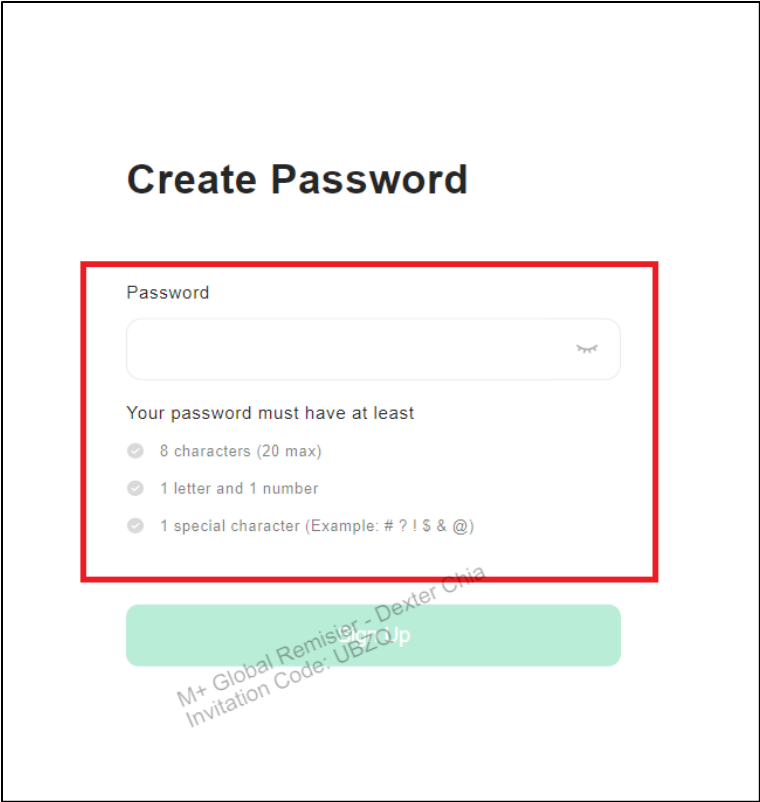 Create Password
Password
Your password must have at least
8 characters (20 max)
1 letter and 1 number
1 special character (Example: # ? ! $ & @)
Sign Up
M+ Global Remisier - Dexter Chia
Invitation Code: UBZQ